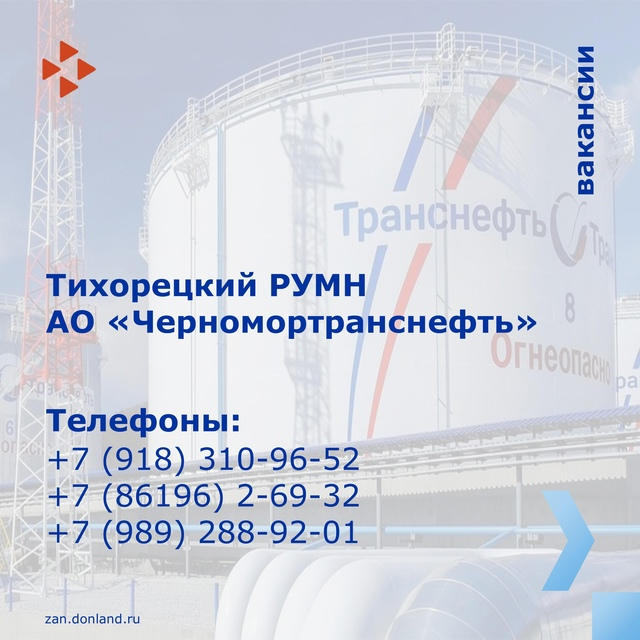 вакансии
Транснефть
Тра
8
Огнеопасно
Тихорецкий РУМН
АО «Черномортранснефть»
Телефоны:
+7 (918) 310-96-52
+7 (86196) 2-69-32
+7 (989) 288-92-01
zan.donland.ru